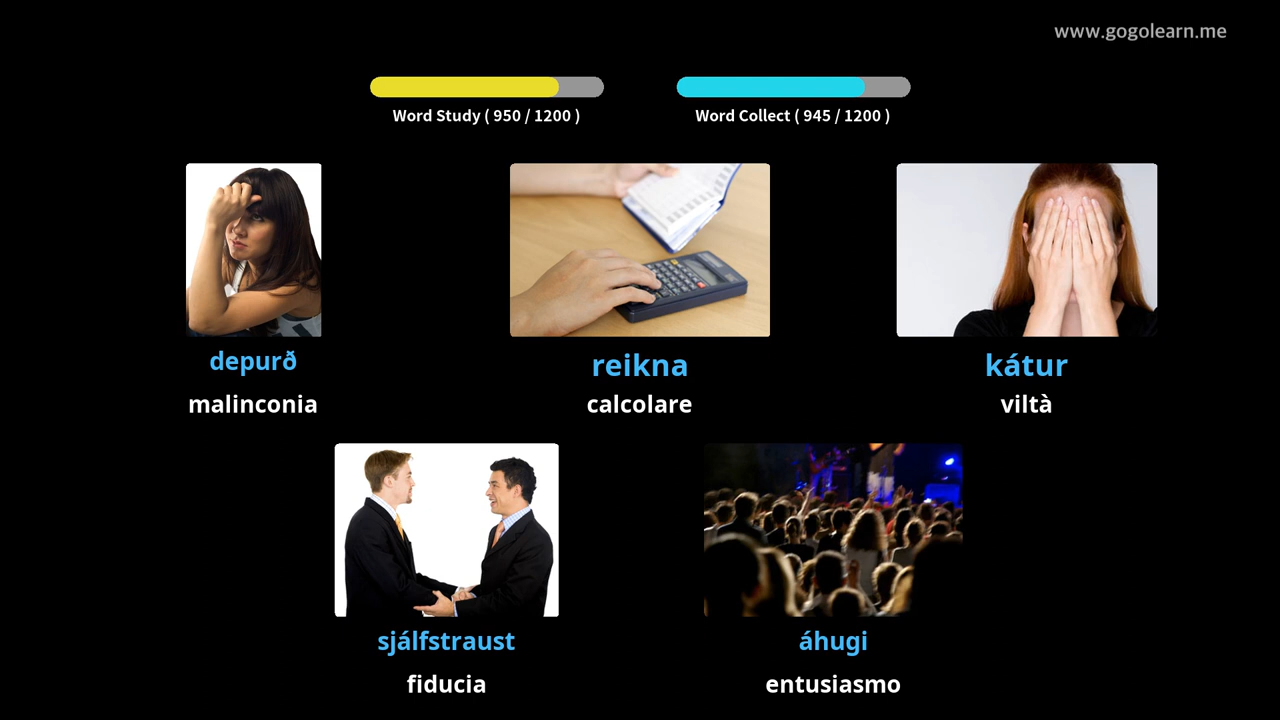 www.gogolearn.me
Word Study ( 950 / 1200 )
Word Collect ( 945 / 1200 )
depurð
reikna
kátur
malinconia
calcolare
viltà
sjálfstraust
áhugi
fiducia
entusiasmo